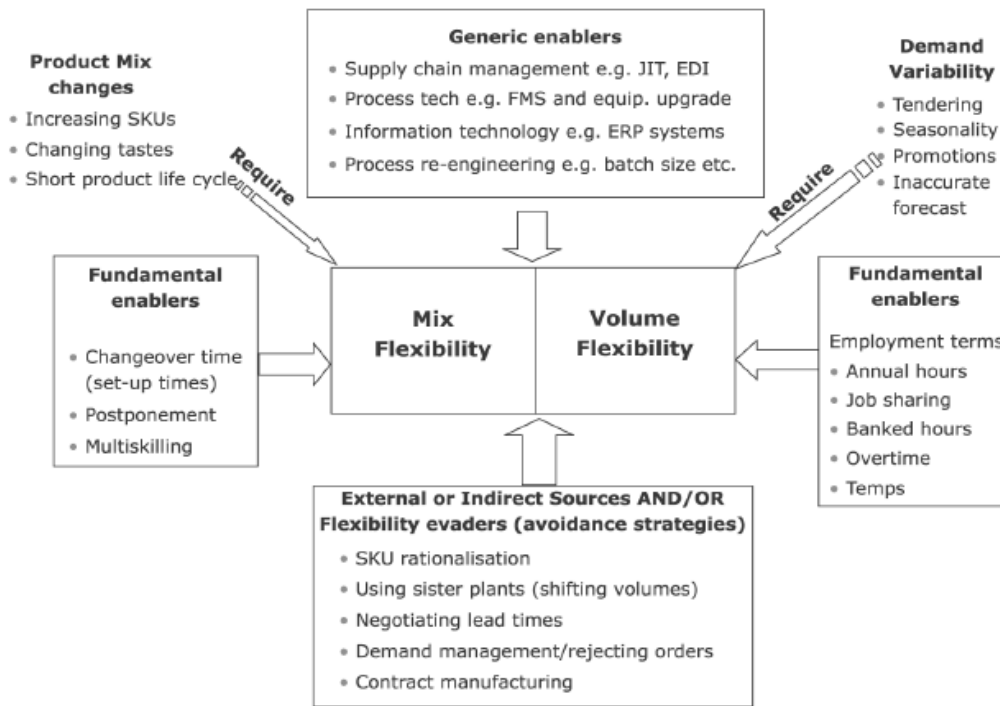 Generic enablers
• Supply chain management e.g. JIT, EDI
• Process tech e.g. FMS and equip. upgrade
• Information technology e.g. ERP systems
• Process re-engineering e.g. batch size etc.
Product Mix
changes
• Increasing SKUs
• Changing tastes
• Short product life cycle
Require
Demand
Variability
• Tendering
• Seasonality
• Promotions
• Inaccurate
forecast
Require
Fundamental
enablers
• Changeover time
(set-up times)
• Postponement
• Multiskilling
Mix
Flexibility
Volume
Flexibility
Fundamental
enablers
Employment terms
• Annual hours
• Job sharing
• Banked hours
• Overtime
• Temps
External or Indirect Sources AND/OR
Flexibility evaders (avoidance strategies)
• SKU rationalisation
• Using sister plants (shifting volumes)
• Negotiating lead times
• Demand management/rejecting orders
• Contract manufacturing